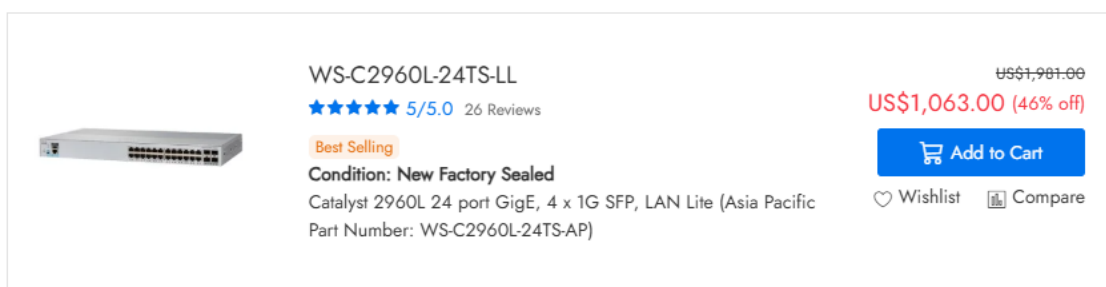 WS-C2960L-24TS-LL
5/5.0 26 Reviews
Best Selling
Condition: New Factory Sealed
Catalyst 2960L 24 port GigE, 4 x 1G SFP, LAN Lite (Asia Pacific
Part Number: WS-C2960L-24TS-AP)
US$1,981.00
US$1,063.00 (46% off)
Add to Cart
Wishlist Compare